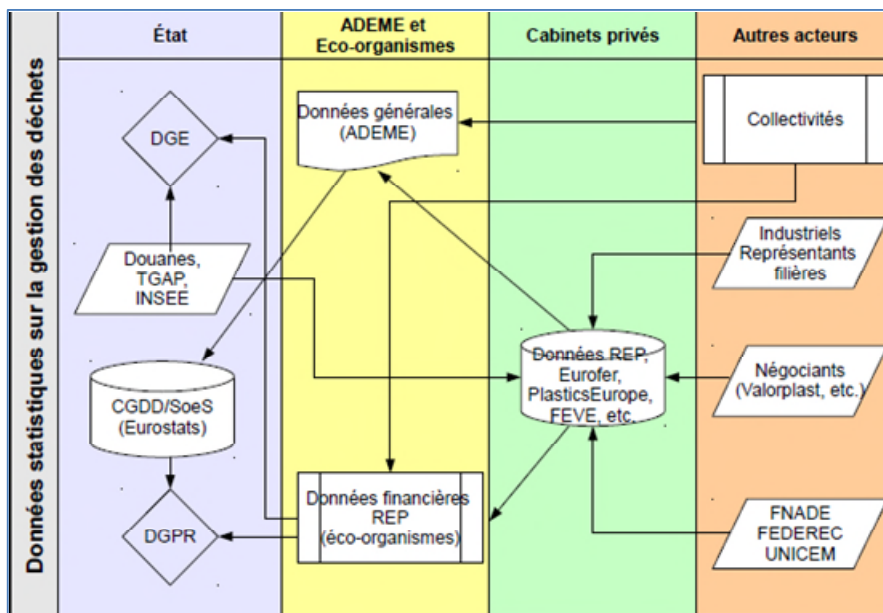 Données statistiques sur la gestion des déchets
État
ADEME et
Eco-organismes
Cabinets privés
Autres acteurs
DGE
Données générales
(ADEME)
Collectivités
Douanes,
TGAP,
INSEE
Industriels
Représentants
filières
CGDD/SoeS
(Eurostats)
Données REP,
Eurofer,
PlasticsEurope,
FEVE, etc.
Négociants
(Valorplast, etc.)
DGPR
Données financières
REP
(éco-organismes)
FNADE
FEDEREC
UNICEM